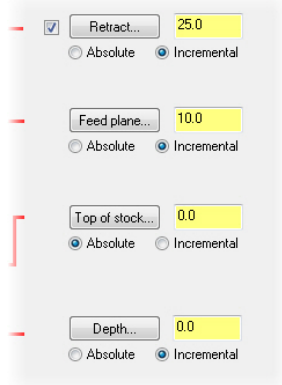 Retract... 25.0
Absolute Incremental
Feed plane... 10.0
Absolute Incremental
Top of stock... 0.0
Absolute Incremental
Depth... 0.0
Absolute Incremental